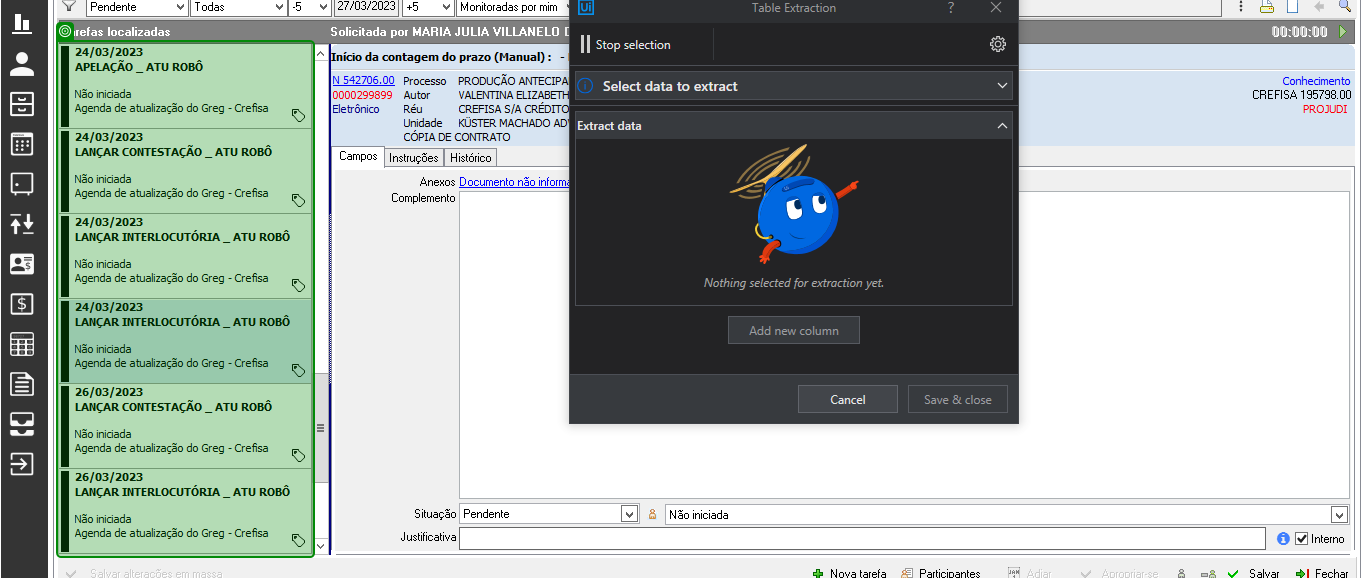 Pendente
Todas
-5
27/03/2023
+5
Monitoradas por mim
Ui
Table Extraction
?
arefas localizadas
Solicitada por MARIA JULIA VILLANELO
00:00:00
24/03/2023
APELAÇÃO _ ATU ROBÔ
Não iniciada
Agenda de atualização do Greg - Crefisa
24/03/2023
LANÇAR CONTESTAÇÃO _ ATU ROBÔ
Não iniciada
Agenda de atualização do Greg - Crefisa
24/03/2023
LANÇAR INTERLOCUTÓRIA _ ATU ROBÔ
Não iniciada
Agenda de atualização do Greg - Crefisa
24/03/2023
LANÇAR INTERLOCUTÓRIA _ ATU ROBÔ
Não iniciada
Agenda de atualização do Greg - Crefisa
26/03/2023
LANÇAR CONTESTAÇÃO _ ATU ROBÔ
Não iniciada
Agenda de atualização do Greg - Crefisa
26/03/2023
LANÇAR INTERLOCUTÓRIA _ ATU ROBÔ
Não iniciada
Agenda de atualização do Greg - Crefisa
Início da contagem do prazo (Manual) : -
N 542706.00 Processo PRODUÇÃO ANTECIPA
0000299899 Autor VALENTINA ELIZABETH
Eletrônico Réu CREFISA S/A CRÉDITO
Unidade KÜSTER MACHADO AD
CÓPIA DE CONTRATO
Conhecimento
CREFISA 195798.00
PROJUDI
Campos Instruções Histórico
Anexos Documento não informa
Complemento
Stop selection
Select data to extract
Extract data
Nothing selected for extraction yet.
Add new column
Cancel
Save & close
Situação Pendente Não iniciada
Justificativa Interno
Salvar alterações em massa
Nova tarefa Participantes Adiar Apropriar-se Salvar Fechar